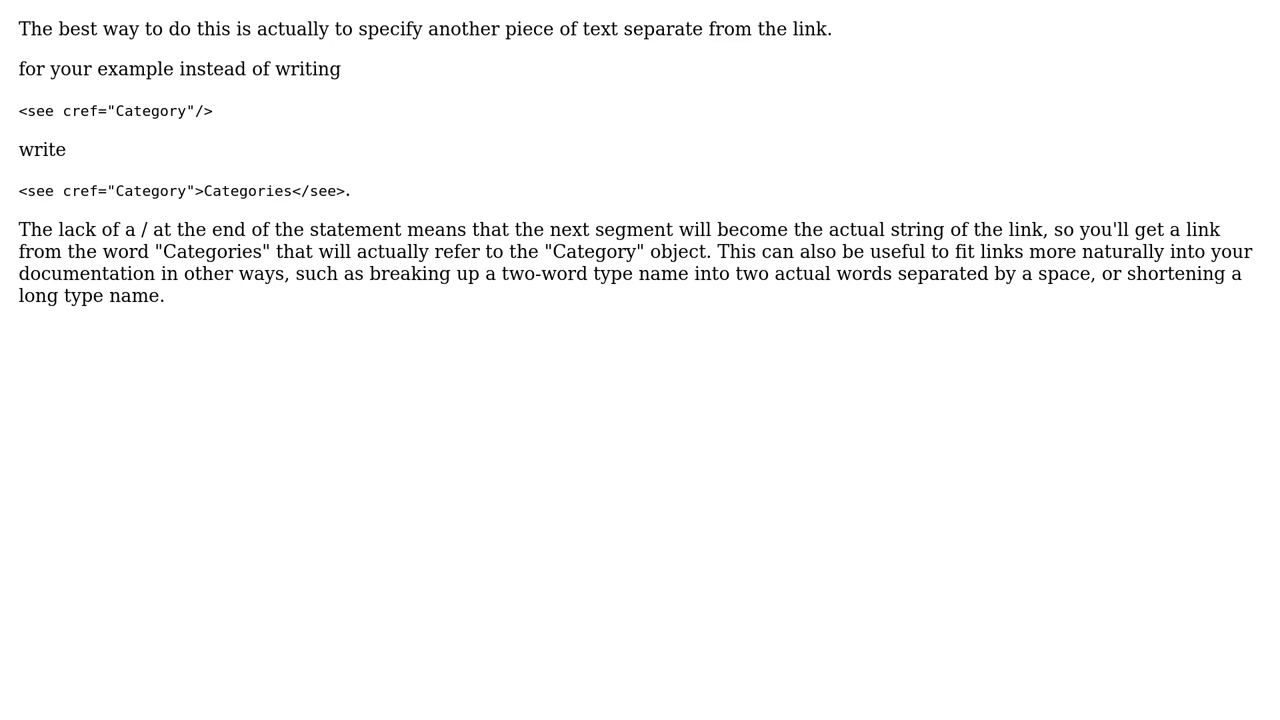 The best way to do this is actually to specify another piece of text separate from the link.
for your example instead of writing
<see cref="Category"/>
write
<see cref="Category">Categories</see>.
The lack of a / at the end of the statement means that the next segment will become the actual string of the link, so you'll get a link
from the word "Categories" that will actually refer to the "Category" object. This can also be useful to fit links more naturally into your
documentation in other ways, such as breaking up a two-word type name into two actual words separated by a space, or shortening a
long type name.